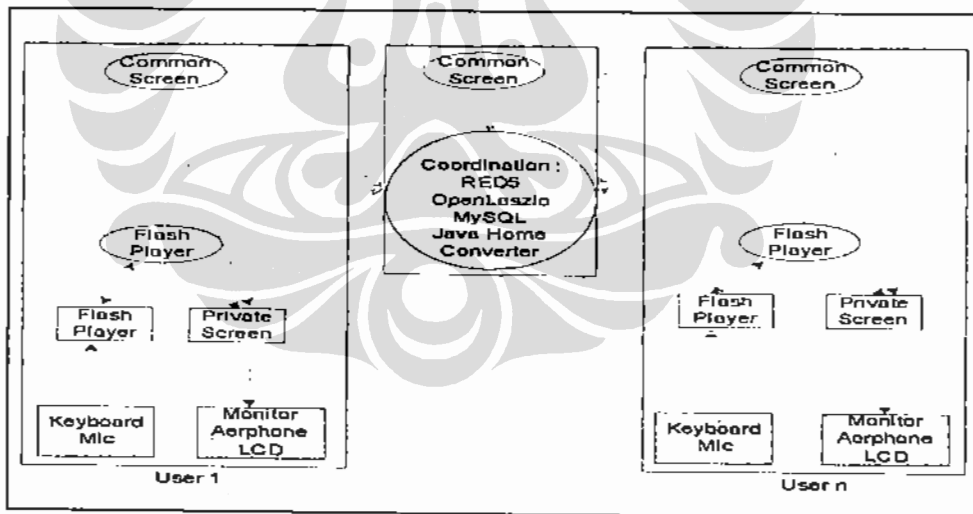 Common
Screen
Flash
Player
Flash
Player
Private
Screen
Keyboard
Mic
Monitor
Aerphone
LCD
User 1
Common
Screen
Coordination :
RED5
OpenLaszlo
MySQL
Java Home
Converter
Common
Screen
Flash
Player
Flash
Player
Private
Screen
Keyboard
Mic
Monitor
Aerphone
LCD
User n